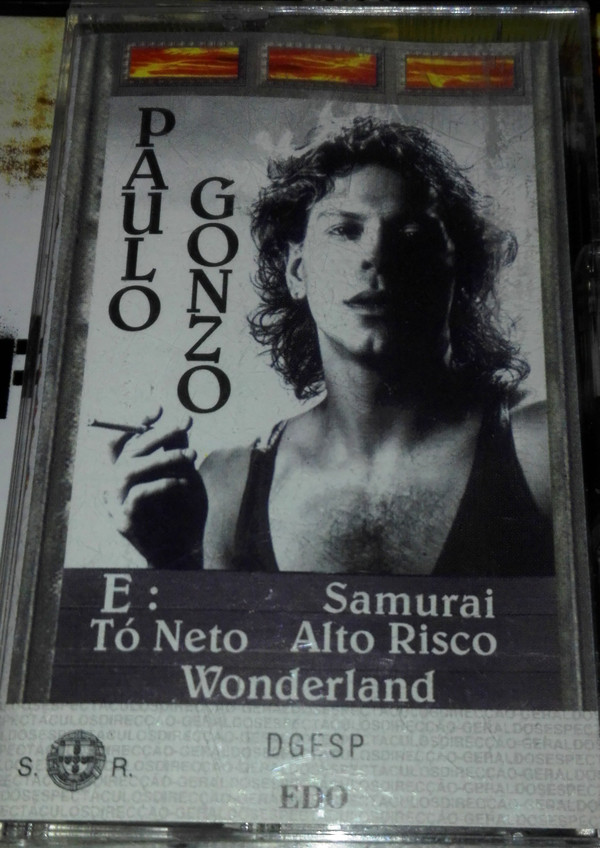 PAULO
GONZO
E :
Samurai
Tó Neto
Alto Risco
Wonderland
DGESP
S. R.
EDO